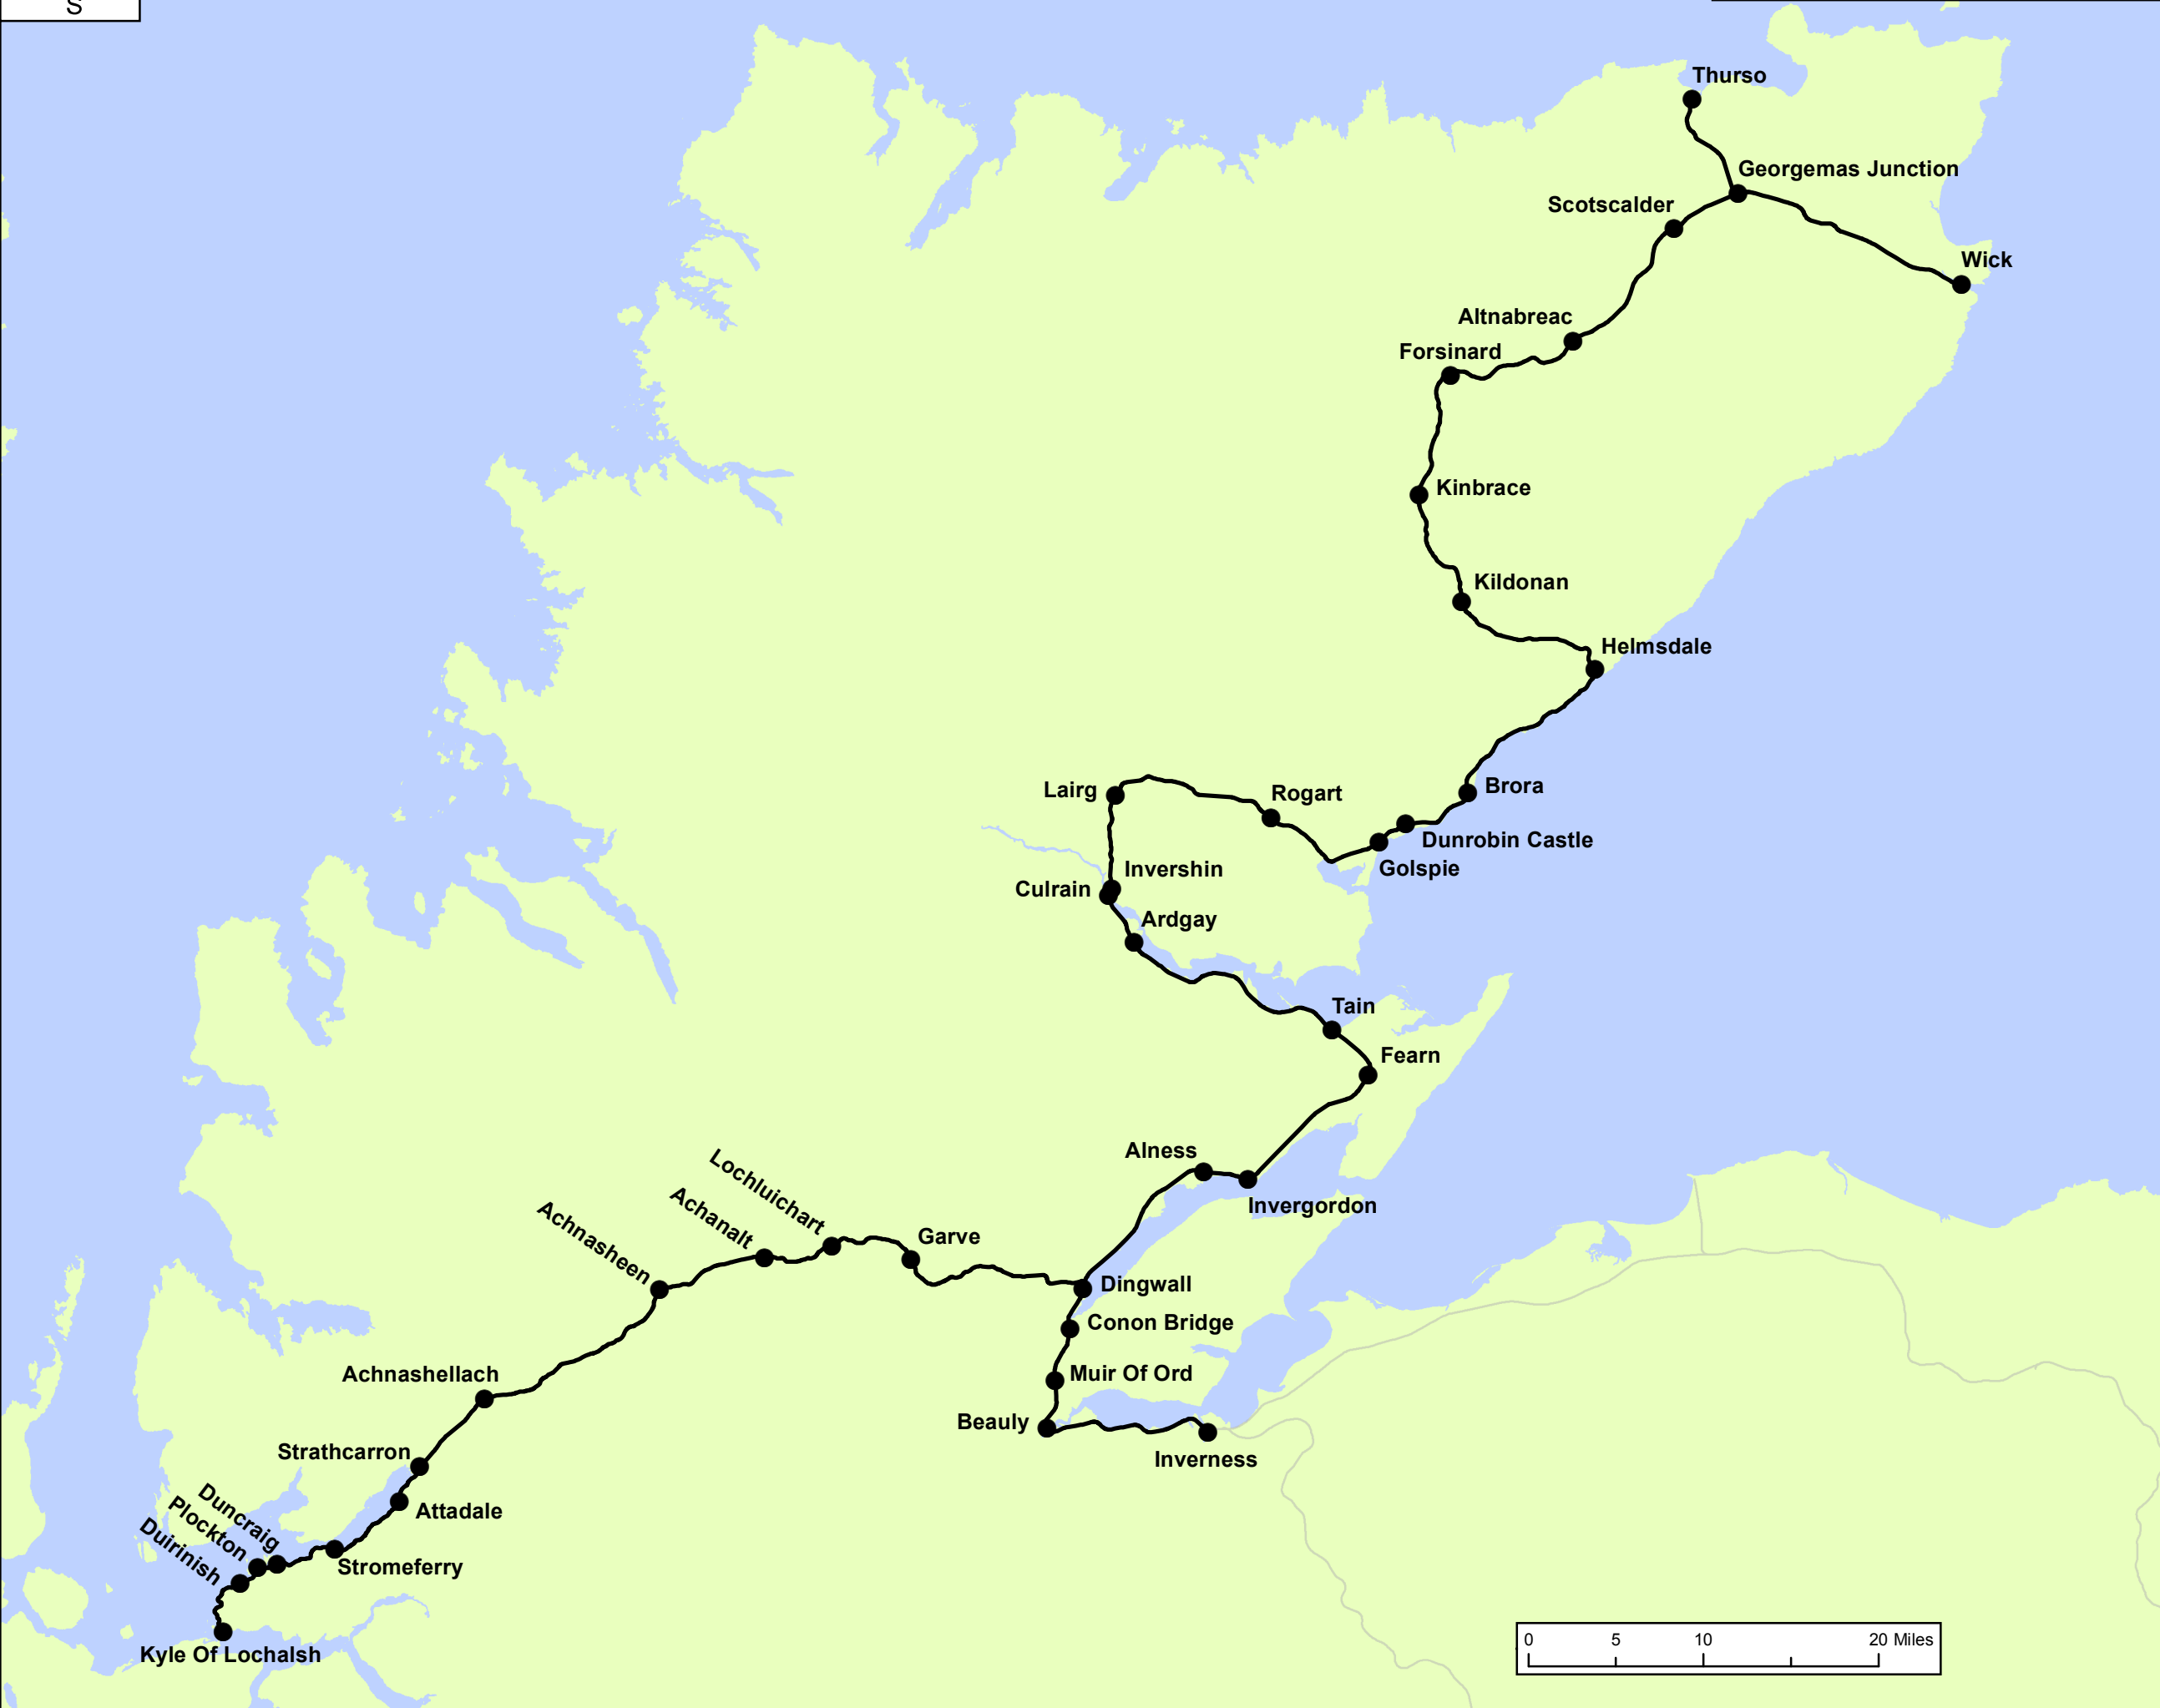 S
Thurso
Georgemas Junction
Scotscalder
Wick
Altnabreac
Forsinard
Kinbrace
Kildonan
Helmsdale
Lairg
Rogart
Brora
Dunrobin Castle
Golspie
Invershin
Culrain
Ardgay
Tain
Fearn
Alness
Invergordon
Lochluichart
Achanalt
Achnasheen
Garve
Dingwall
Conon Bridge
Muir Of Ord
Beauly
Inverness
Achnashellach
Strathcarron
Attadale
Duncraig
Plockton
Duirinish
Stromeferry
Kyle Of Lochalsh
0 5 10 20 Miles